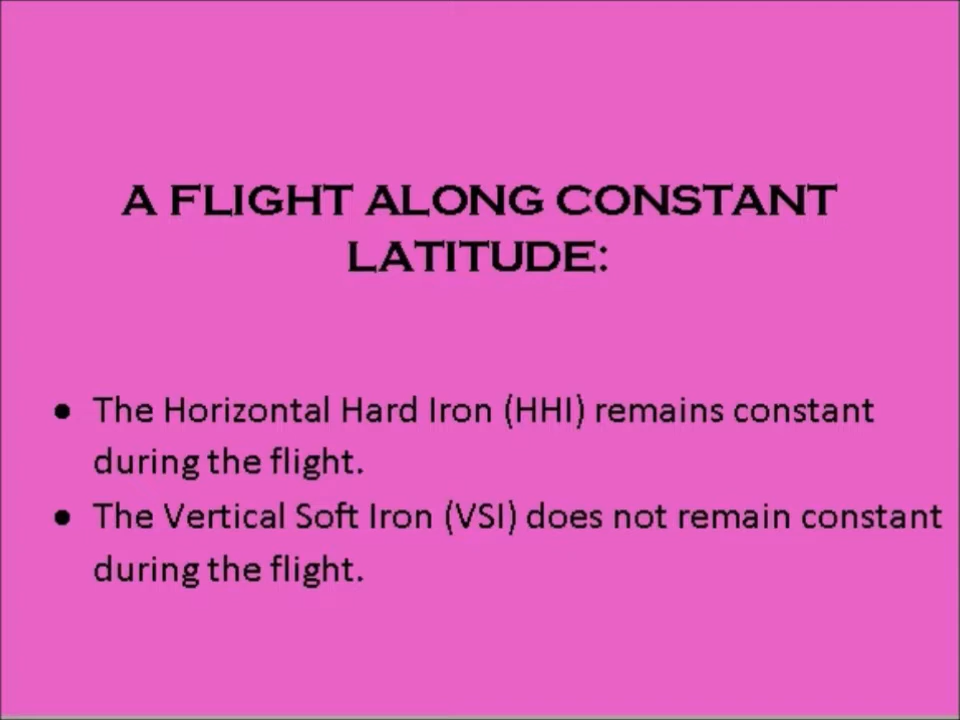 A FLIGHT ALONG CONSTANT
LATITUDE:
● The Horizontal Hard Iron (HHI) remains constant
during the flight.
● The Vertical Soft Iron (VSI) does not remain constant
during the flight.